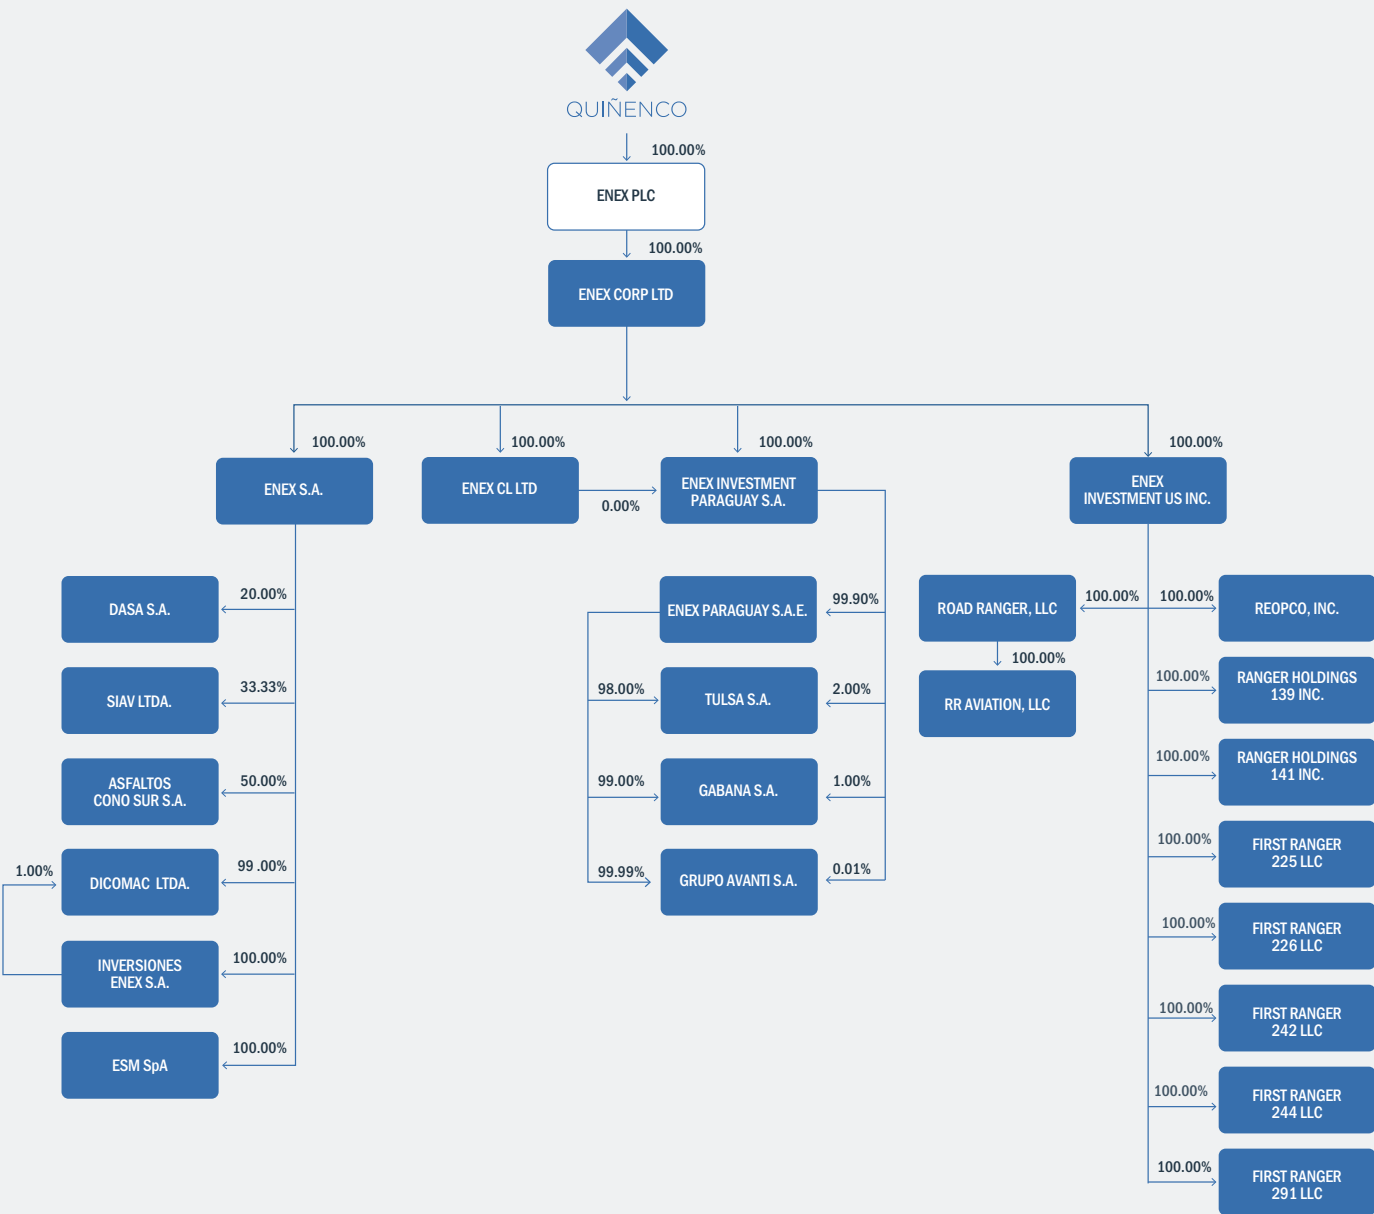 QUIÑENCO
100.00%
ENEX PLC
100.00%
ENEX CORP LTD
100.00%
100.00%
100.00%
100.00%
ENEX S.A.
ENEX CL LTD
0.00%
ENEX INVESTMENT
PARAGUAY S.A.
ENEX
INVESTMENT US INC.
DASA S.A.
20.00%
SIAV LTDA.
33.33%
ASFALTOS
CONO SUR S.A.
50.00%
1.00%
DICOMAC LTDA.
99 .00%
INVERSIONES
ENEX S.A.
100.00%
ESM SpA
100.00%
ENEX PARAGUAY S.A.E.
99.90%
98.00%
TULSA S.A.
2.00%
99.00%
GABANA S.A.
1.00%
99.99%
GRUPO AVANTI S.A.
0.01%
ROAD RANGER, LLC
100.00%
100.00%
REOPCO, INC.
100.00%
RR AVIATION, LLC
100.00%
RANGER HOLDINGS
139 INC.
100.00%
RANGER HOLDINGS
141 INC.
100.00%
FIRST RANGER
225 LLC
100.00%
FIRST RANGER
226 LLC
100.00%
FIRST RANGER
242 LLC
100.00%
FIRST RANGER
244 LLC
100.00%
FIRST RANGER
291 LLC